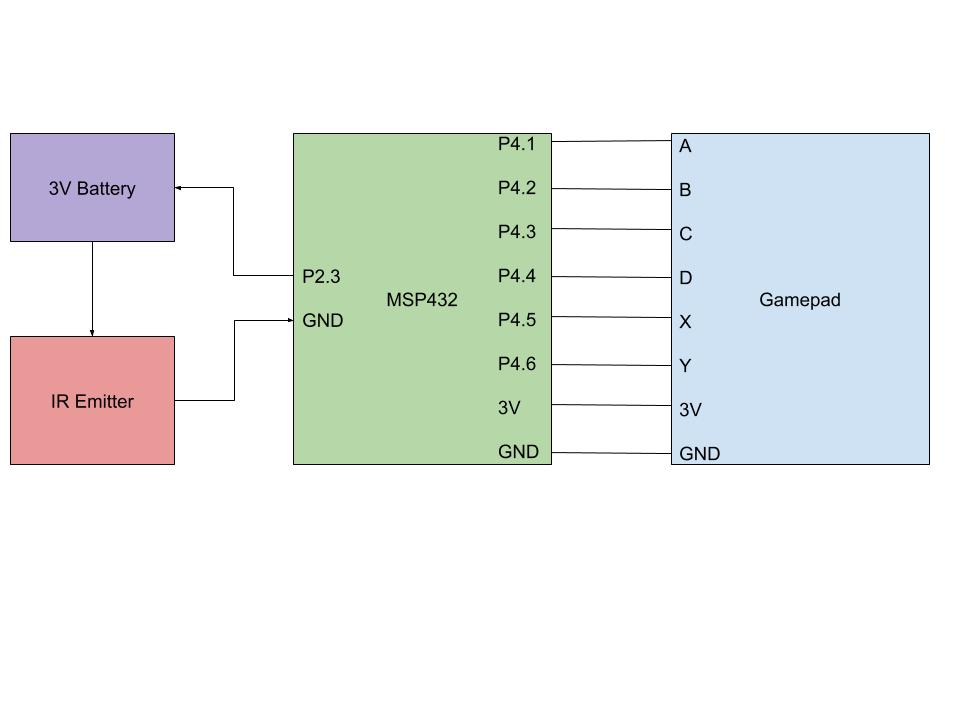 3V Battery
IR Emitter
P2.3
GND
MSP432
P4.1
P4.2
P4.3
P4.4
P4.5
P4.6
3V
GND
A
B
C
D
X
Y
3V
GND
Gamepad